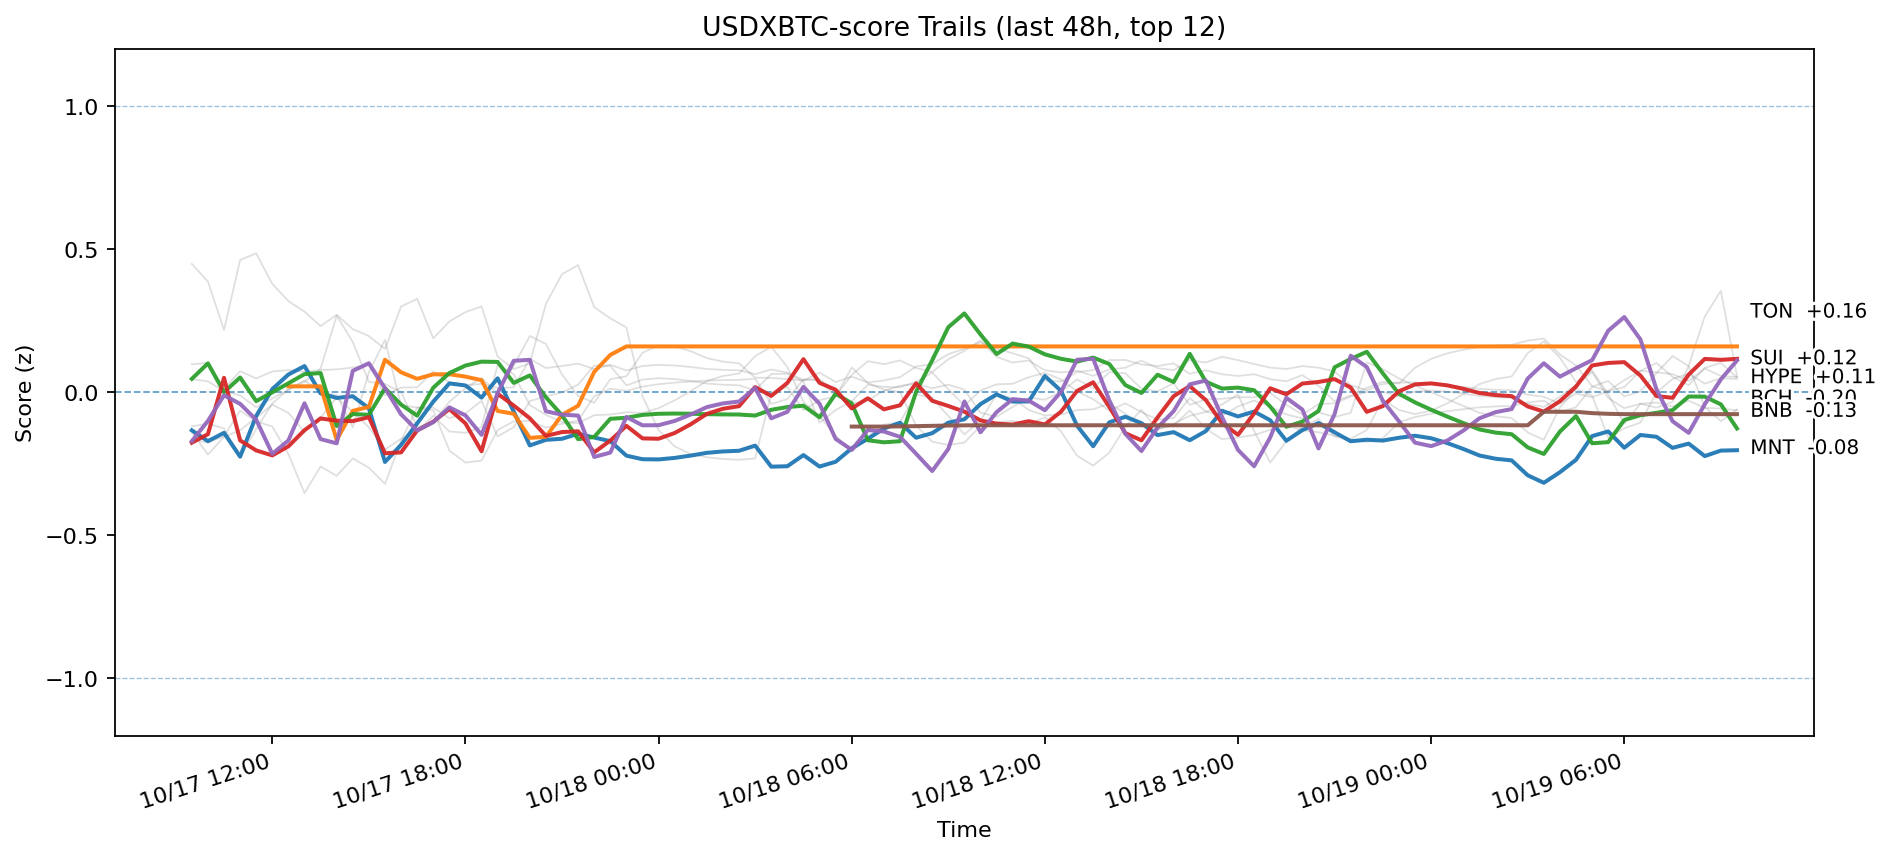 USDXBTC-score Trails (last 48h, top 12)
1.0
0.5
0.0
−0.5
−1.0
Score (z)
TON +0.16
SUI +0.12
HYPE +0.11
BCH -0.20
BNB -0.13
MNT -0.08
10/17 12:00
10/17 18:00
10/18 00:00
10/18 06:00
10/18 12:00
10/18 18:00
10/19 00:00
10/19 06:00
Time